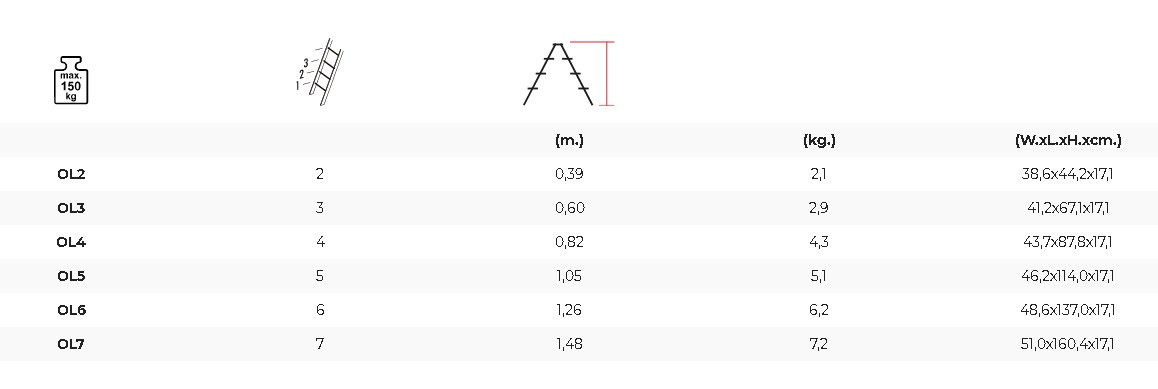 max.
150
kg
3
2
1
(m.) (kg.) (W.xL.xH.xcm.)
OL2 2 0,39 2,1 38,6x44,2x17,1
OL3 3 0,60 2,9 41,2x67,1x17,1
OL4 4 0,82 4,3 43,7x87,8x17,1
OL5 5 1,05 5,1 46,2x114,0x17,1
OL6 6 1,26 6,2 48,6x137,0x17,1
OL7 7 1,48 7,2 51,0x160,4x17,1